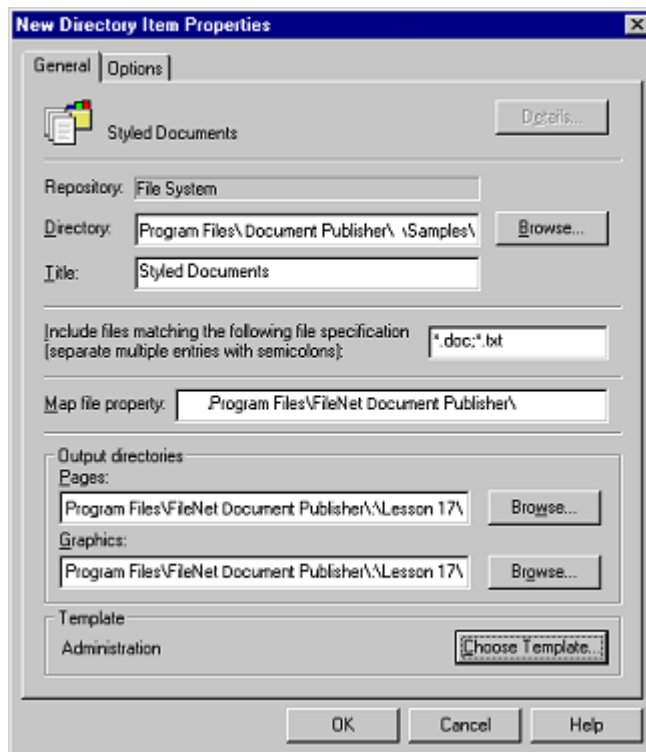 New Directory Item Properties
General Options
Styled Documents Details...
Repository: File System
Directory: Program Files\ Document Publisher\ \Samples\ Browse...
Title: Styled Documents
Include files matching the following file specification
(separate multiple entries with semicolons): *.doc;*.txt
Map file property: .Program Files\FileNet Document Publisher\
Output directories
Pages:
Program Files\FileNet Document Publisher\:\Lesson 17\ Browse...
Graphics:
Program Files\FileNet Document Publisher\:\Lesson 17\ Browse...
Template
Administration Choose Template...
OK Cancel Help